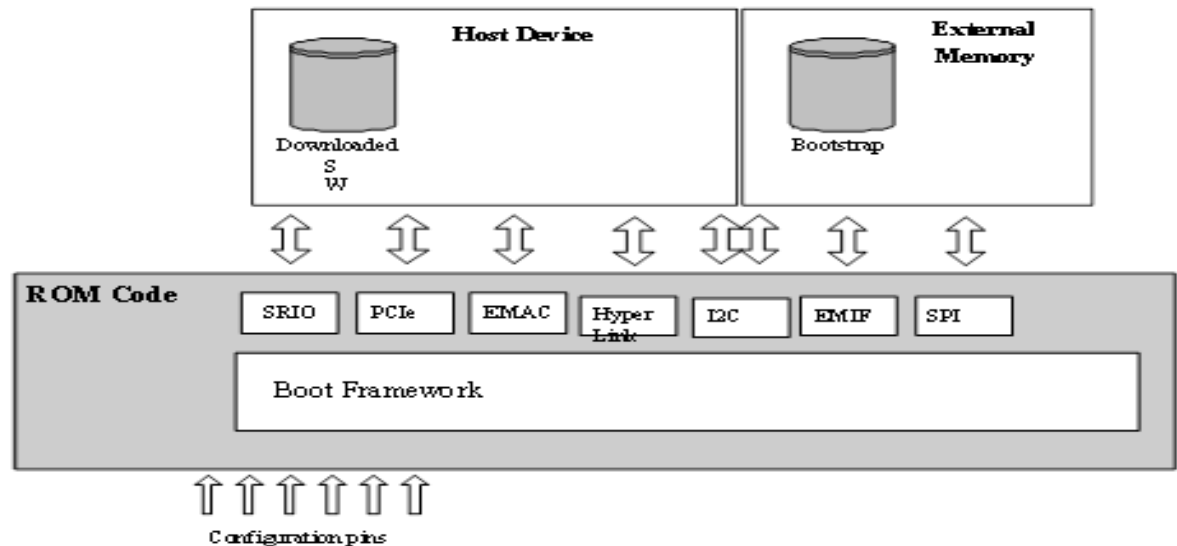 Host Device
External
Memory
Downloaded
S
W
Bootstrap
ROM Code
SRIO
PCIe
EMAC
Hyper
Link
I2C
EMIF
SPI
Boot Framework
Configuration pins